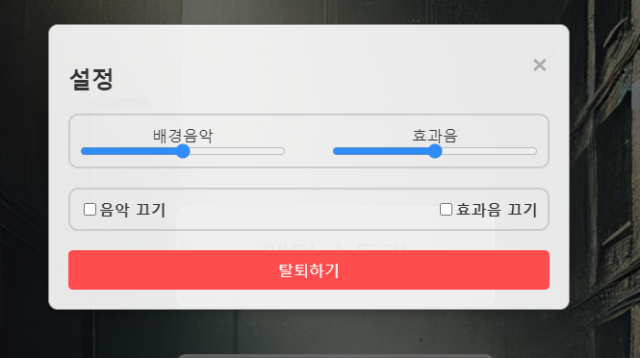 설정
×
배경음악
효과음
음악 끄기
효과음 끄기
탈퇴하기